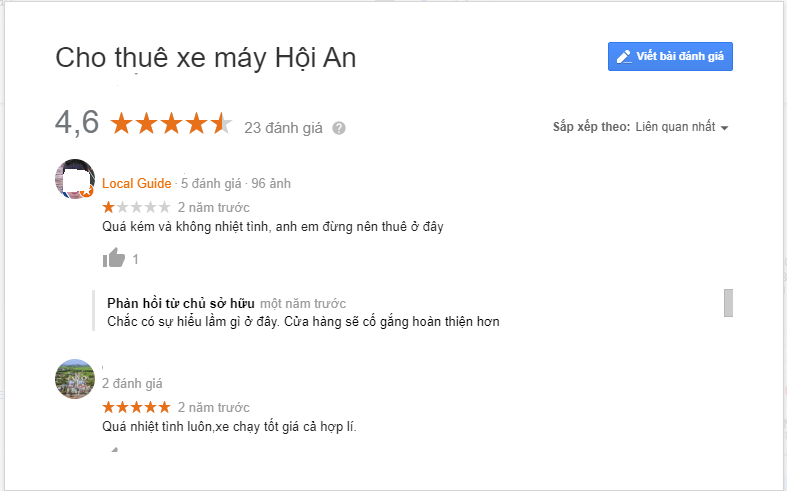 Cho thuê xe máy Hội An
Viết bài đánh giá
4,6 23 đánh giá
Sắp xếp theo: Liên quan nhất
Local Guide · 5 đánh giá · 96 ảnh
2 năm trước
Quá kém và không nhiệt tình, anh em đừng nên thuê ở đây
1
Phản hồi từ chủ sở hữu một năm trước
Chắc có sự hiểu lầm gì ở đây. Cửa hàng sẽ cố gắng hoàn thiện hơn
2 đánh giá
2 năm trước
Quá nhiệt tình luôn,xe chạy tốt giá cả hợp lí.